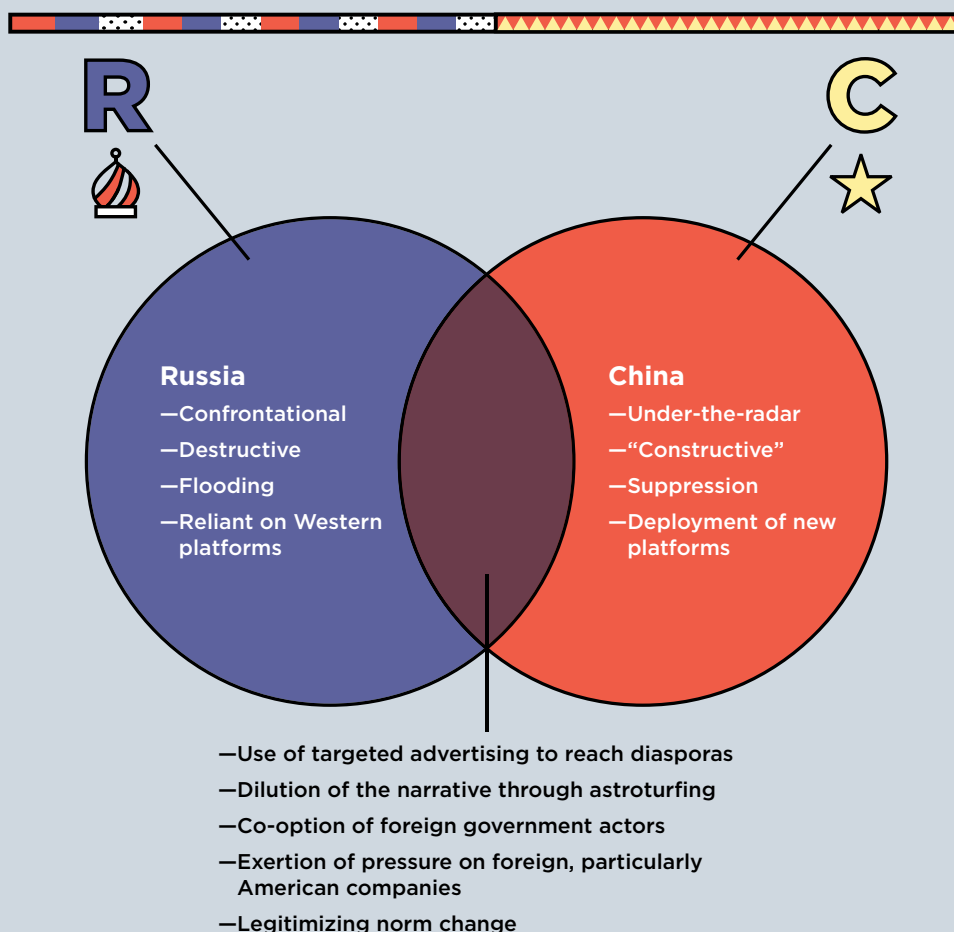 R
C
Russia
—Confrontational
—Destructive
—Flooding
—Reliant on Western
platforms
China
—Under-the-radar
—“Constructive”
—Suppression
—Deployment of new
platforms
—Use of targeted advertising to reach diasporas
—Dilution of the narrative through astroturfing
—Co-option of foreign government actors
—Exertion of pressure on foreign, particularly
American companies
—Legitimizing norm change